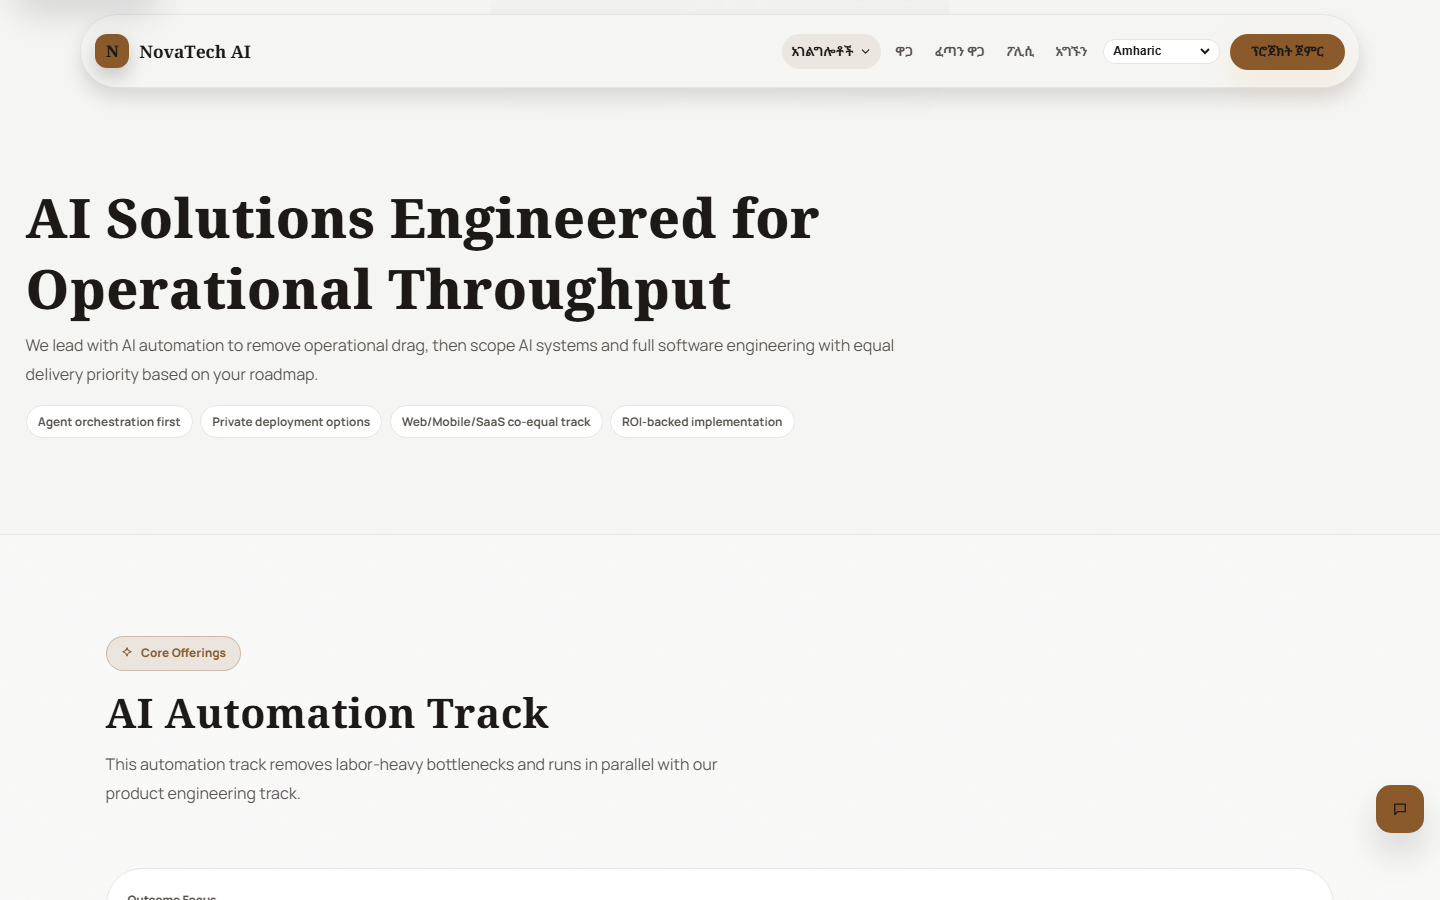 N NovaTech AI
አገልግሎቶች
ዋጋ
ፈጣን ዋጋ
ፖሊሲ
አግኙን
Amharic
ፕሮጀክት ጀምር
AI Solutions Engineered for
Operational Throughput
We lead with AI automation to remove operational drag, then scope AI systems and full software engineering with equal
delivery priority based on your roadmap.
Agent orchestration first
Private deployment options
Web/Mobile/SaaS co-equal track
ROI-backed implementation
Core Offerings
AI Automation Track
This automation track removes labor-heavy bottlenecks and runs in parallel with our
product engineering track.
Outcome Focus